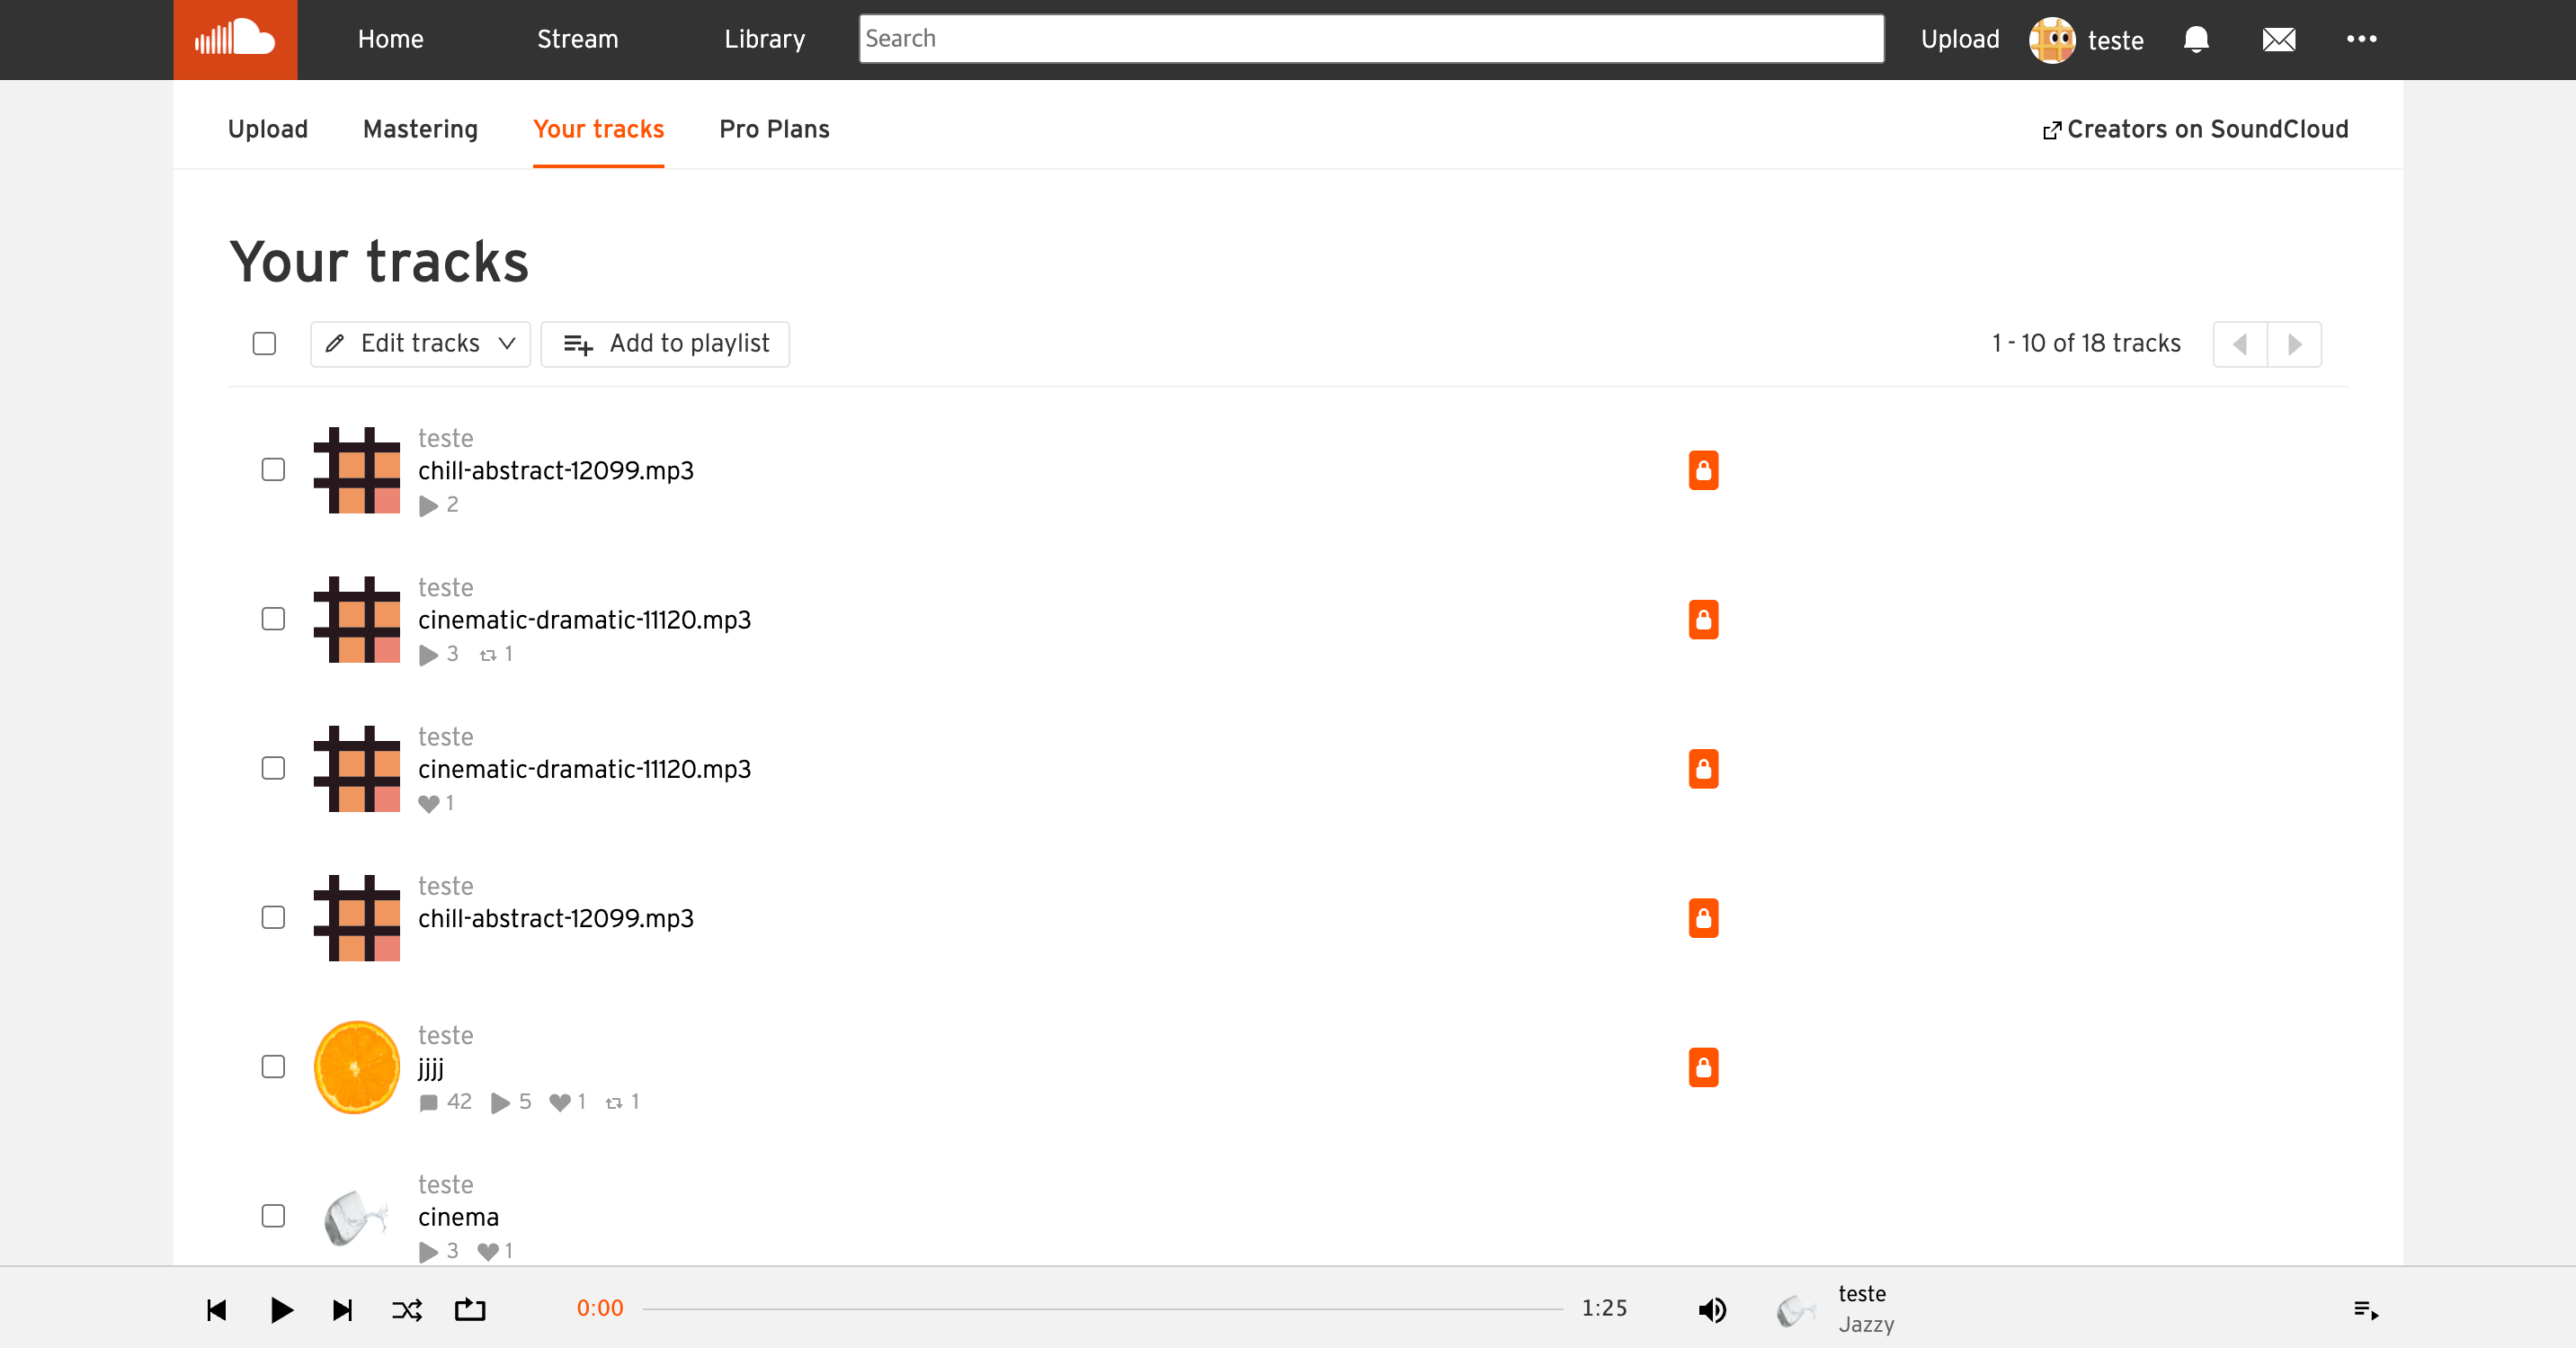 Home Stream Library Search Upload teste
Upload Mastering Your tracks Pro Plans Creators on SoundCloud
Your tracks
Edit tracks Add to playlist 1 - 10 of 18 tracks
teste
chill-abstract-12099.mp3
2
teste
cinematic-dramatic-11120.mp3
3 1
teste
cinematic-dramatic-11120.mp3
1
teste
chill-abstract-12099.mp3
teste
jjjj
42 5 1 1
teste
cinema
3 1
0:00 1:25
teste
Jazzy